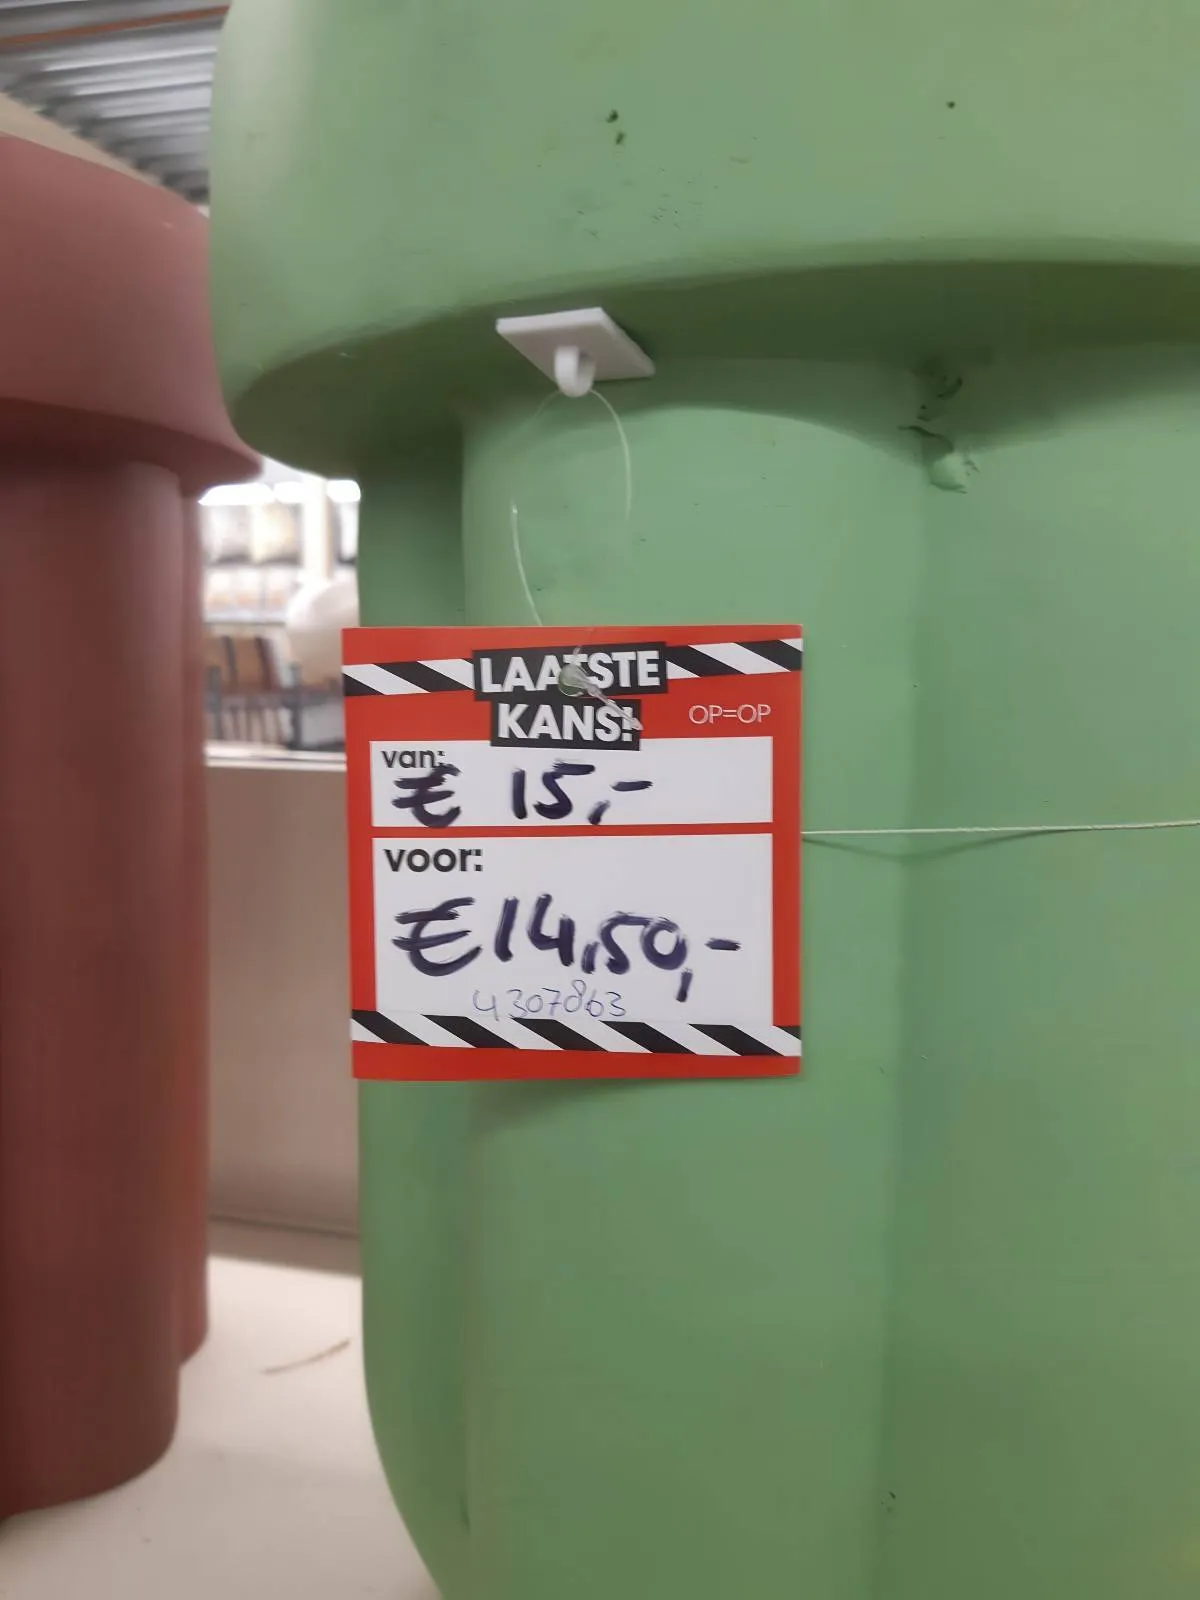 LAATSTE
KANS!
OP=OP
van:
€ 15,-
voor:
€14,50,-
4307863